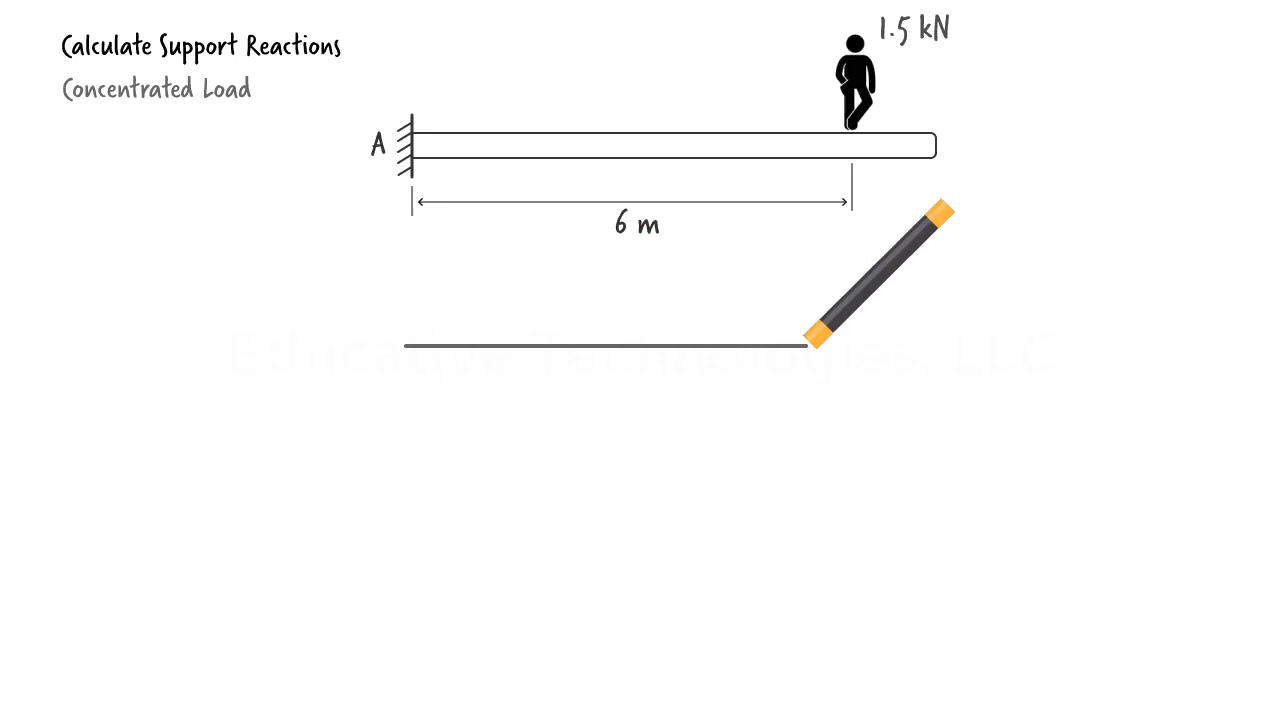 1.5 kN
Calculate Support Reactions
Concentrated Load
A
6 m
Educative Technologies, LLC